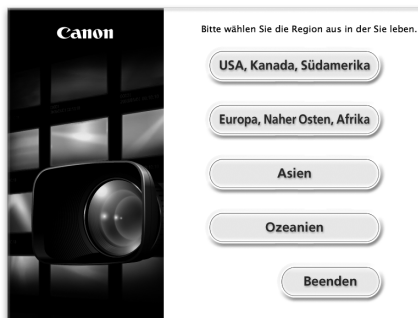 Canon
Bitte wählen Sie die Region aus in der Sie leben.
USA, Kanada, Südamerika
Europa, Naher Osten, Afrika
Asien
Ozeanien
Beenden